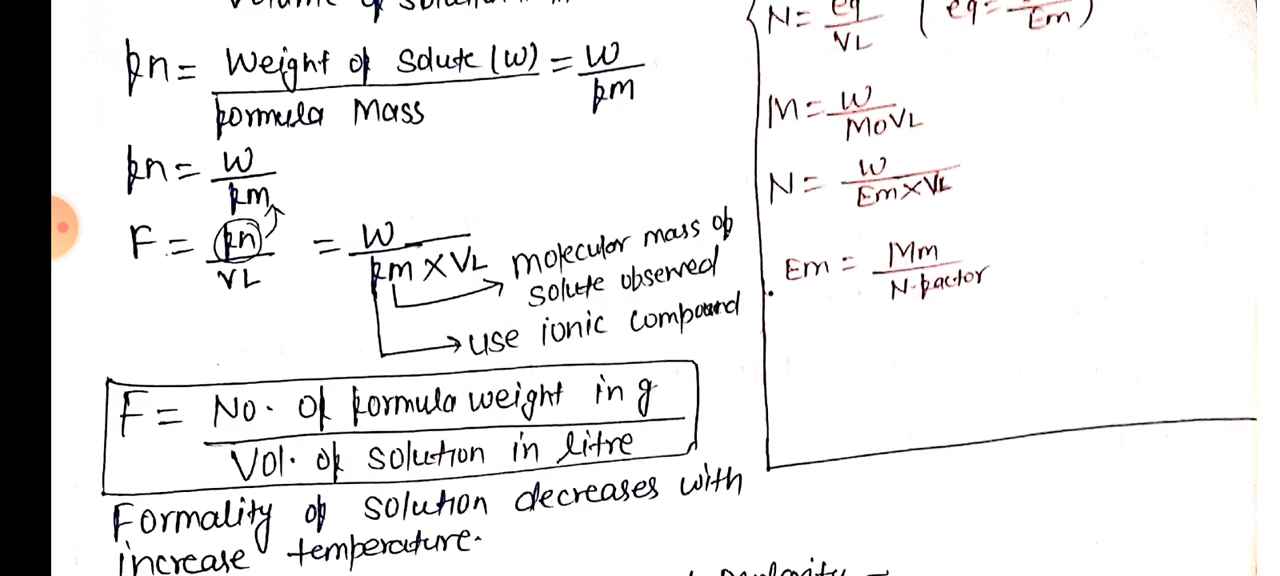 fn = Weight of Solute (W) = W
formula Mass fm
fn = W
fm
F = fn = W
VL fm × VL
molecular mass of
solute observed
use ionic compound
F = No. of formula weight in g
Vol. of solution in litre
Formality of solution decreases with
increase temperature.
N = eq
VL
Em)
M = W
MoVL
N = W
Em×VL
Em = Mm
N-factor